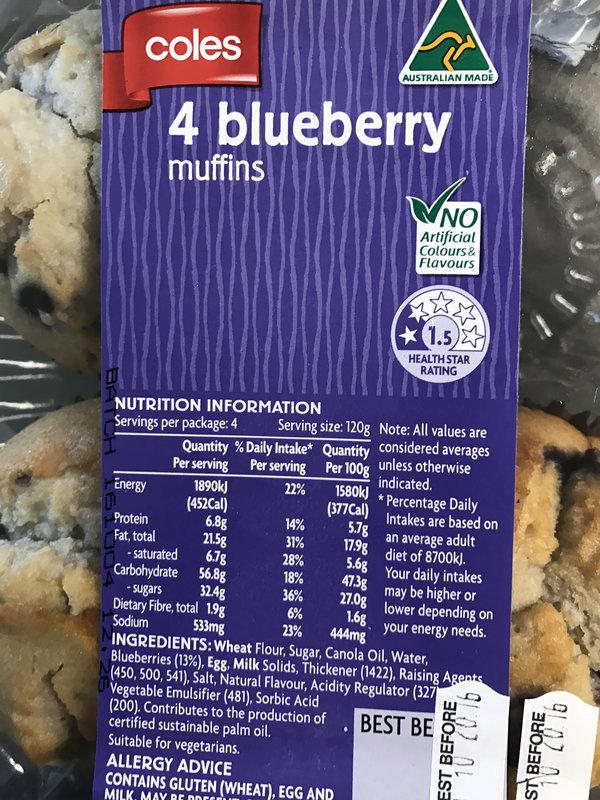 coles
AUSTRALIAN MADE
4 blueberry
muffins
NO
Artificial
Colours &
Flavours
1.5
HEALTH STAR
RATING
NUTRITION INFORMATION
Servings per package: 4 Serving size: 120g
Quantity % Daily Intake* Quantity
Per serving Per serving Per 100g
Energy 1890kJ 22% 1580kJ
(452Cal) (377Cal)
Protein 6.8g 14% 5.7g
Fat, total 21.5g 31% 17.9g
- saturated 6.7g 28% 5.6g
Carbohydrate 56.8g 18% 47.3g
- sugars 32.4g 36% 27.0g
Dietary Fibre, total 1.9g 6% 1.6g
Sodium 533mg 23% 444mg
Note: All values are
considered averages
unless otherwise
indicated.
* Percentage Daily
Intakes are based on
an average adult
diet of 8700kJ.
Your daily intakes
may be higher or
lower depending on
your energy needs.
INGREDIENTS: Wheat Flour, Sugar, Canola Oil, Water,
Blueberries (13%), Egg, Milk Solids, Thickener (1422), Raising Agents
(450, 500, 541), Salt, Natural Flavour, Acidity Regulator (327)
Vegetable Emulsifier (481), Sorbic Acid
(200). Contributes to the production of
certified sustainable palm oil.
Suitable for vegetarians.
ALLERGY ADVICE
CONTAINS GLUTEN (WHEAT), EGG AND
MILK. MAY BE
BEST BE
BATCH 161004 12:25
EST BEFORE
ST BEFORE